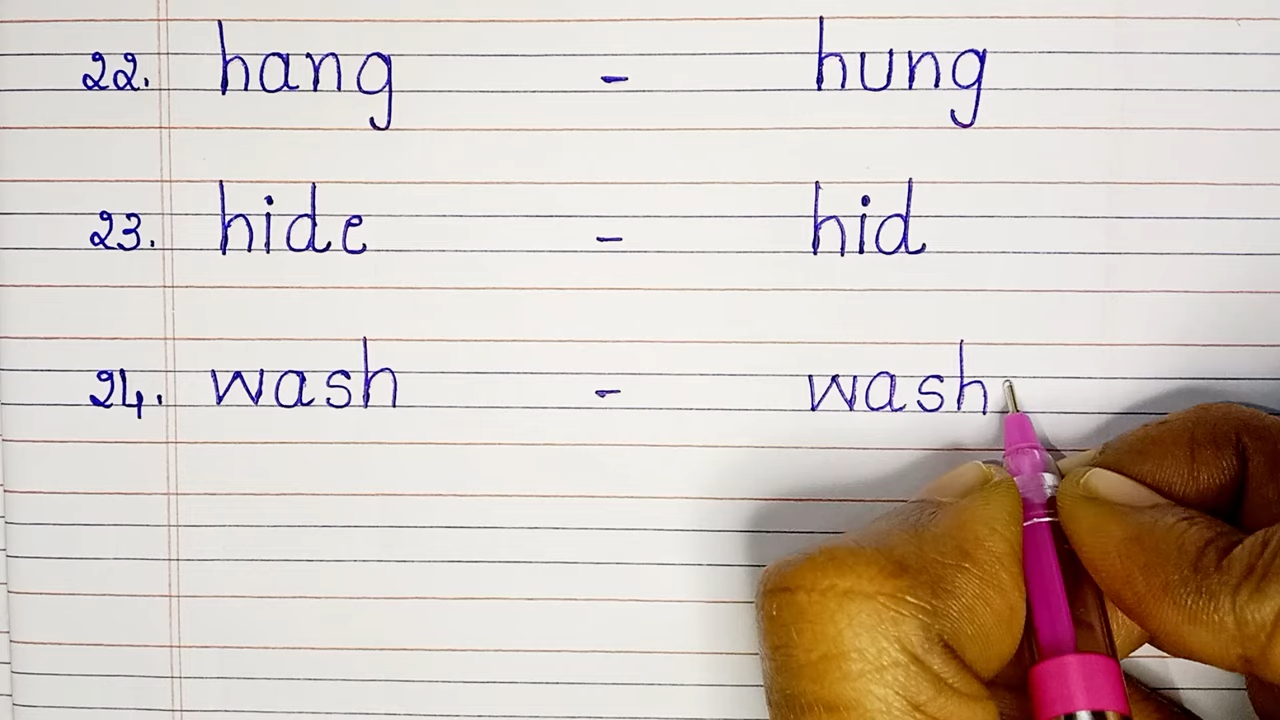 22. hang - hung
23. hide - hid
24. wash - wash